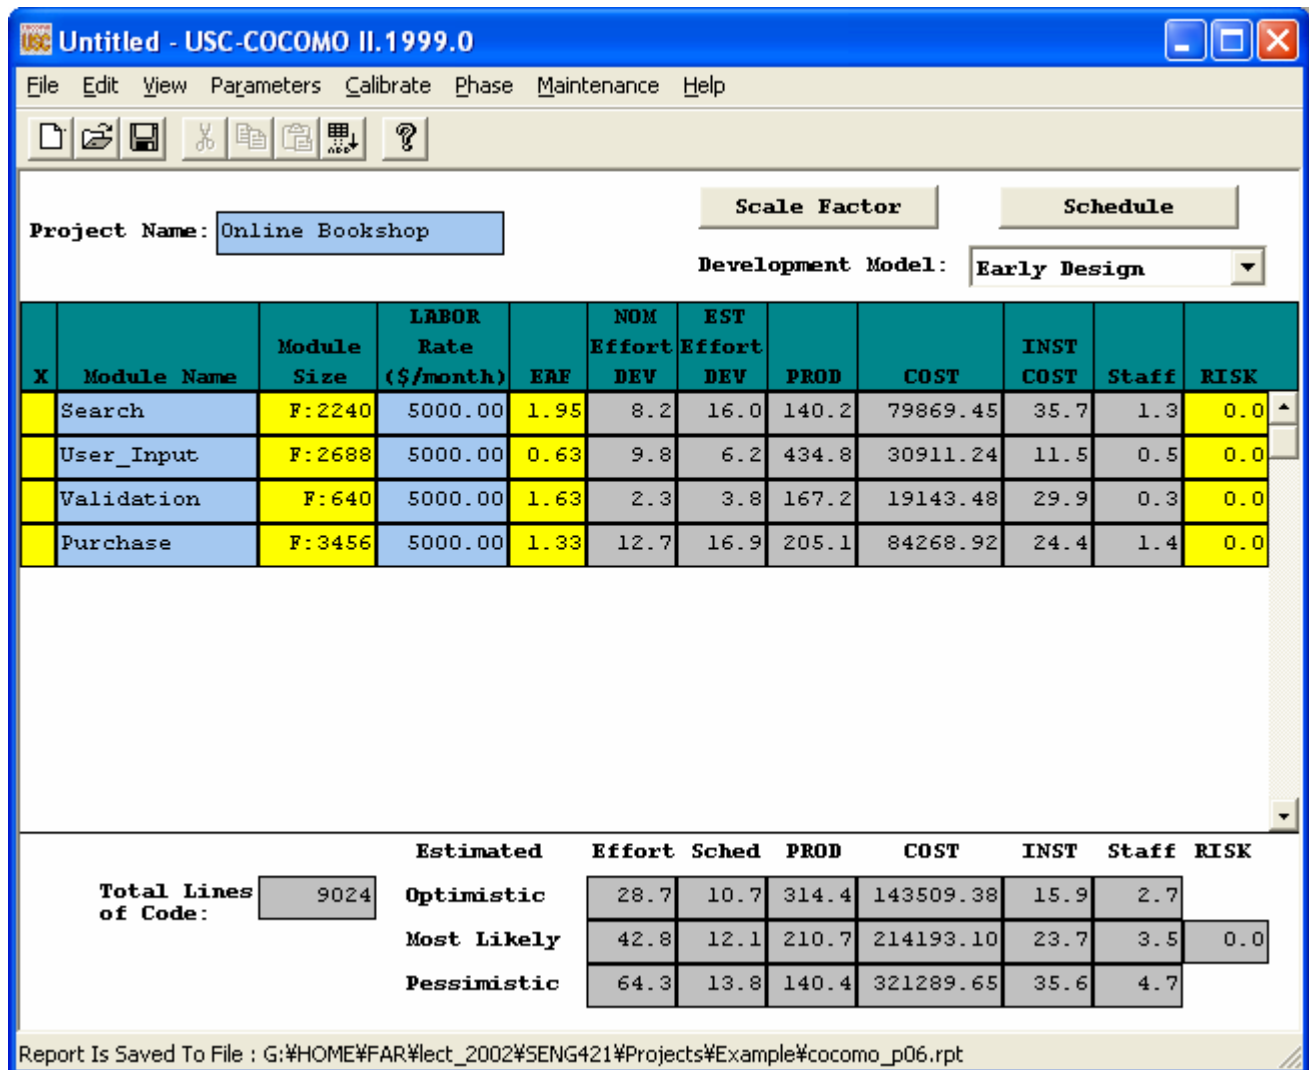 Untitled - USC-COCOMO II.1999.0
File Edit View Parameters Calibrate Phase Maintenance Help
Scale Factor Schedule
Project Name: Online Bookshop
Development Model: Early Design
X Module Name Module Size LABOR Rate ($/month) EAF NOM Effort DEV EST Effort DEV PROD COST INST COST Staff RISK
Search F:2240 5000.00 1.95 8.2 16.0 140.2 79869.45 35.7 1.3 0.0
User_Input F:2688 5000.00 0.63 9.8 6.2 434.8 30911.24 11.5 0.5 0.0
Validation F:640 5000.00 1.63 2.3 3.8 167.2 19143.48 29.9 0.3 0.0
Purchase F:3456 5000.00 1.33 12.7 16.9 205.1 84268.92 24.4 1.4 0.0
Estimated Effort Sched PROD COST INST Staff RISK
Total Lines of Code: 9024 Optimistic 28.7 10.7 314.4 143509.38 15.9 2.7
Most Likely 42.8 12.1 210.7 214193.10 23.7 3.5 0.0
Pessimistic 64.3 13.8 140.4 321289.65 35.6 4.7
Report Is Saved To File : G:¥HOME¥FAR¥lect_2002¥SENG421¥Projects¥Example¥cocomo_p06.rpt